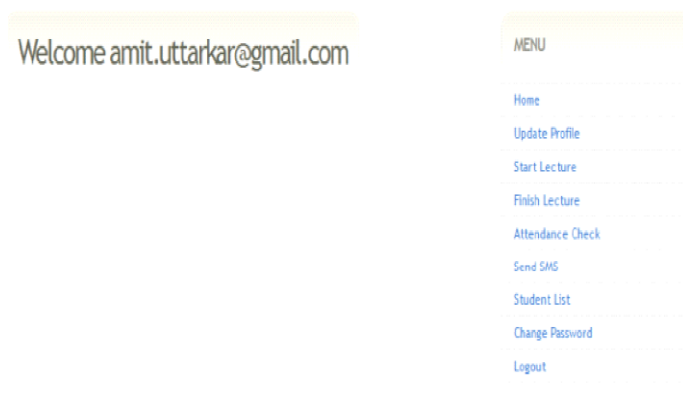 Welcome amit.uttarkar@gmail.com
MENU
Home
Update Profile
Start Lecture
Finish Lecture
Attendance Check
Send SMS
Student List
Change Password
Logout